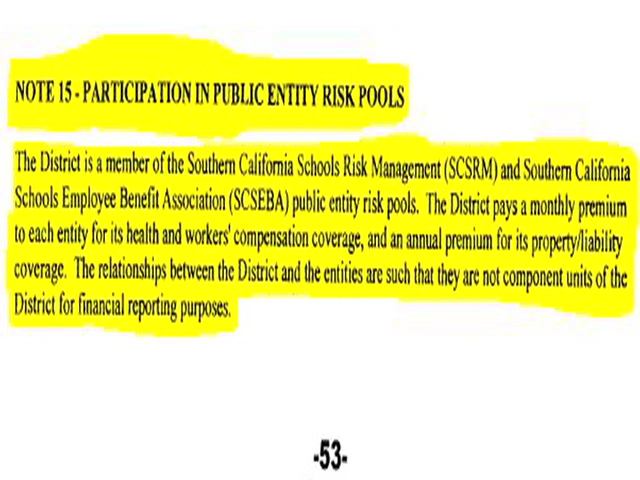 NOTE 15 - PARTICIPATION IN PUBLIC ENTITY RISK POOLS
The District is a member of the Southern California Schools Risk Management (SCSRM) and Southern California
Schools Employee Benefit Association (SCSEBA) public entity risk pools. The District pays a monthly premium
to each entity for its health and workers' compensation coverage, and an annual premium for its property/liability
coverage. The relationships between the District and the entities are such that they are not component units of the
District for financial reporting purposes.
-53-